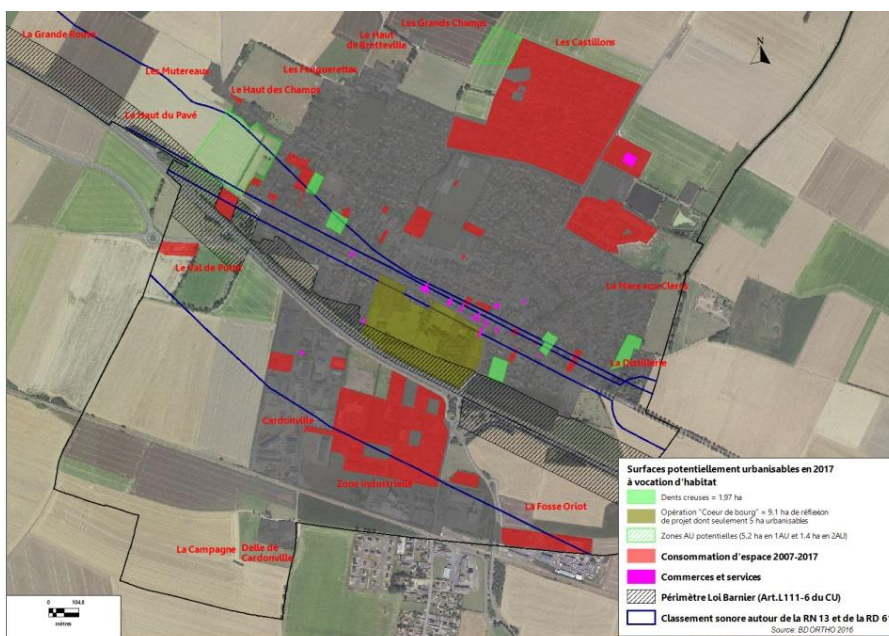 Les Grands Champs
La Grande Route
Le Haut
de Bretteville
Les Castillons
N
Les Mutereaux
Les Fouguerettes
Le Haut des Champs
Le Haut du Pavé
Le Val de Putot
La Mare aux Clercs
La Distillerie
Cardonville
Zone industrielle
La Fosse Oriot
La Campagne
Delle de
Cardonville
0 104,8
mètres
Surfaces potentiellement urbanisables en 2017
à vocation d'habitat
Dents creuses = 1,97 ha
Opération "Coeur de bourg" = 9,1 ha de réflexion
de projet dont seulement 5 ha urbanisables
Zones AU potentielles (5,2 ha en 1AU et 1,4 ha en 2AU)
Consommation d'espace 2007-2017
Commerces et services
Périmètre Loi Barnier (Art.L111-6 du CU)
Classement sonore autour de la RN 13 et de la RD 6
Source: BD ORTHO 2016